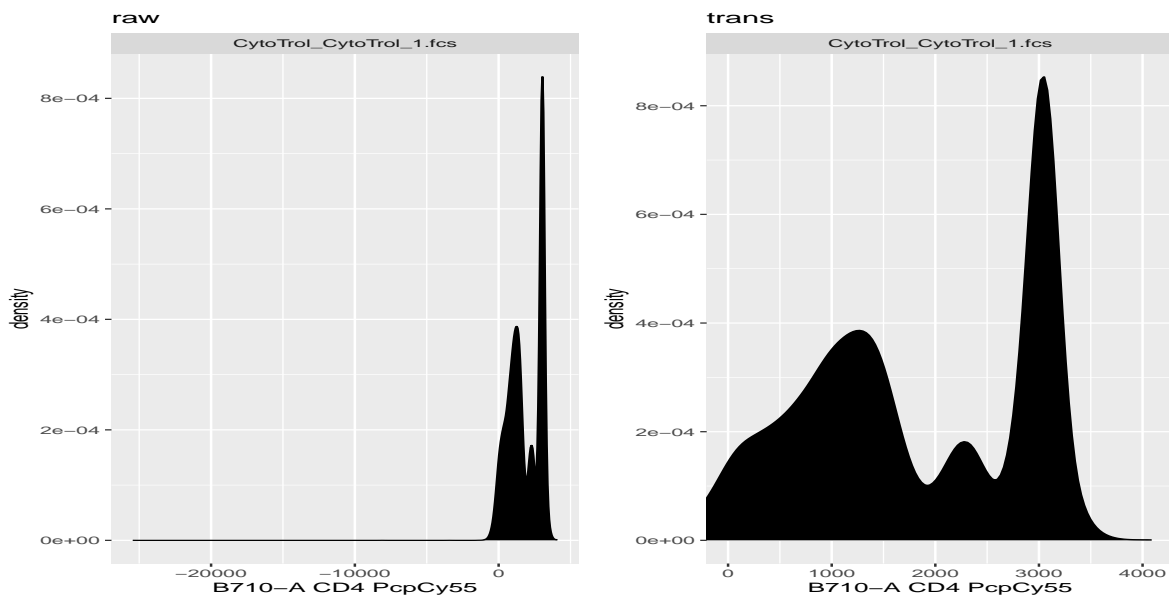 raw
CytoTrol_CytoTrol_1.fcs
8e−04
6e−04
4e−04
2e−04
0e+00
density
−20000 −10000 0
B710−A CD4 PcpCy55
trans
CytoTrol_CytoTrol_1.fcs
8e−04
6e−04
4e−04
2e−04
0e+00
density
0 1000 2000 3000 4000
B710−A CD4 PcpCy55